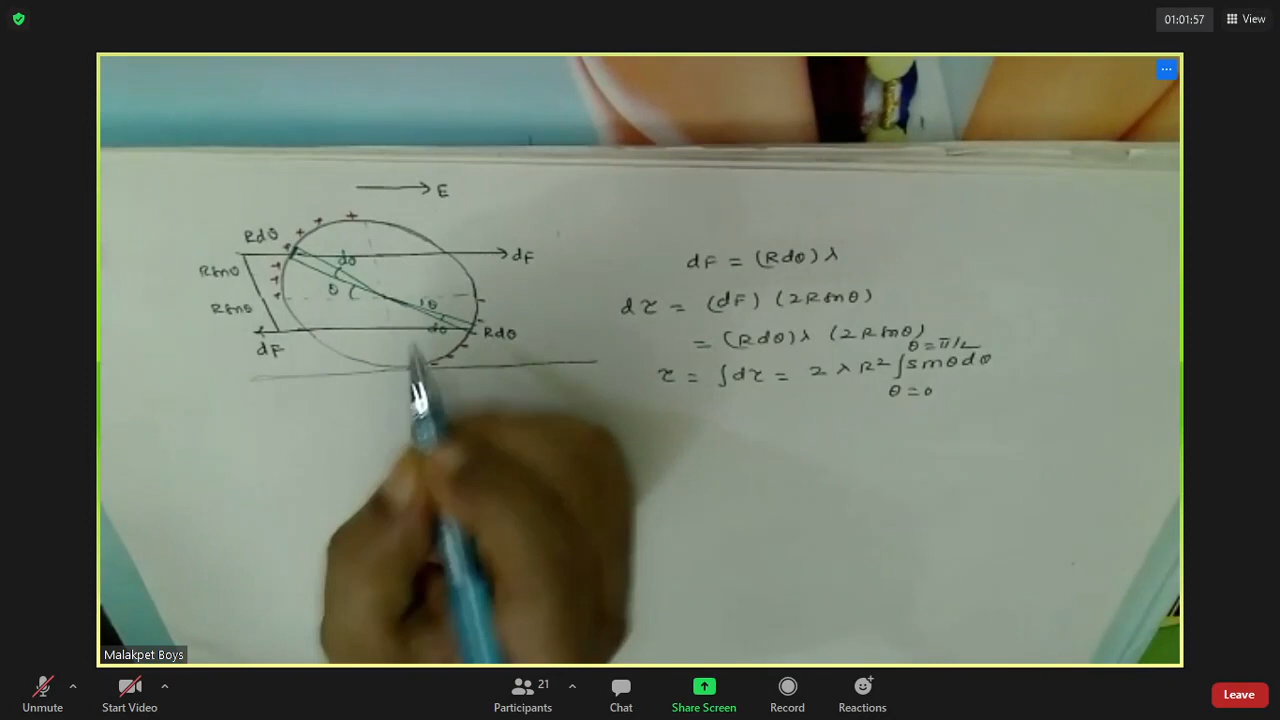 01:01:57
View
E
Rdθ
dF
dθ
Rsinθ
θ
Rsinθ
θ
dθ
Rdθ
dF
dF = (Rdθ) λ
dτ = (dF) (2Rsinθ)
= (Rdθ) λ (2Rsinθ)
θ = π/2
τ = ∫dτ = 2 λ R² ∫ sinθ dθ
θ = 0
Malakpet Boys
Unmute
Start Video
21
Participants
Chat
Share Screen
Record
Reactions
Leave